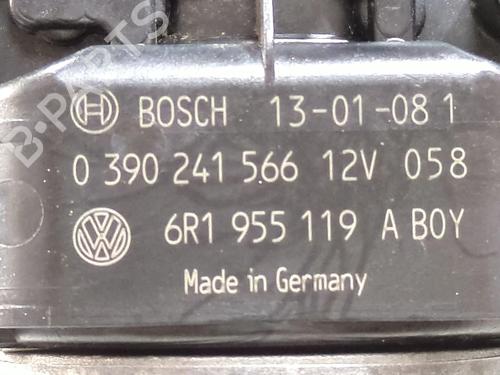 BOSCH 13-01-08 1
0 390 241 566 12V 058
6R1 955 119 A BOY
Made in Germany
B-PARTS